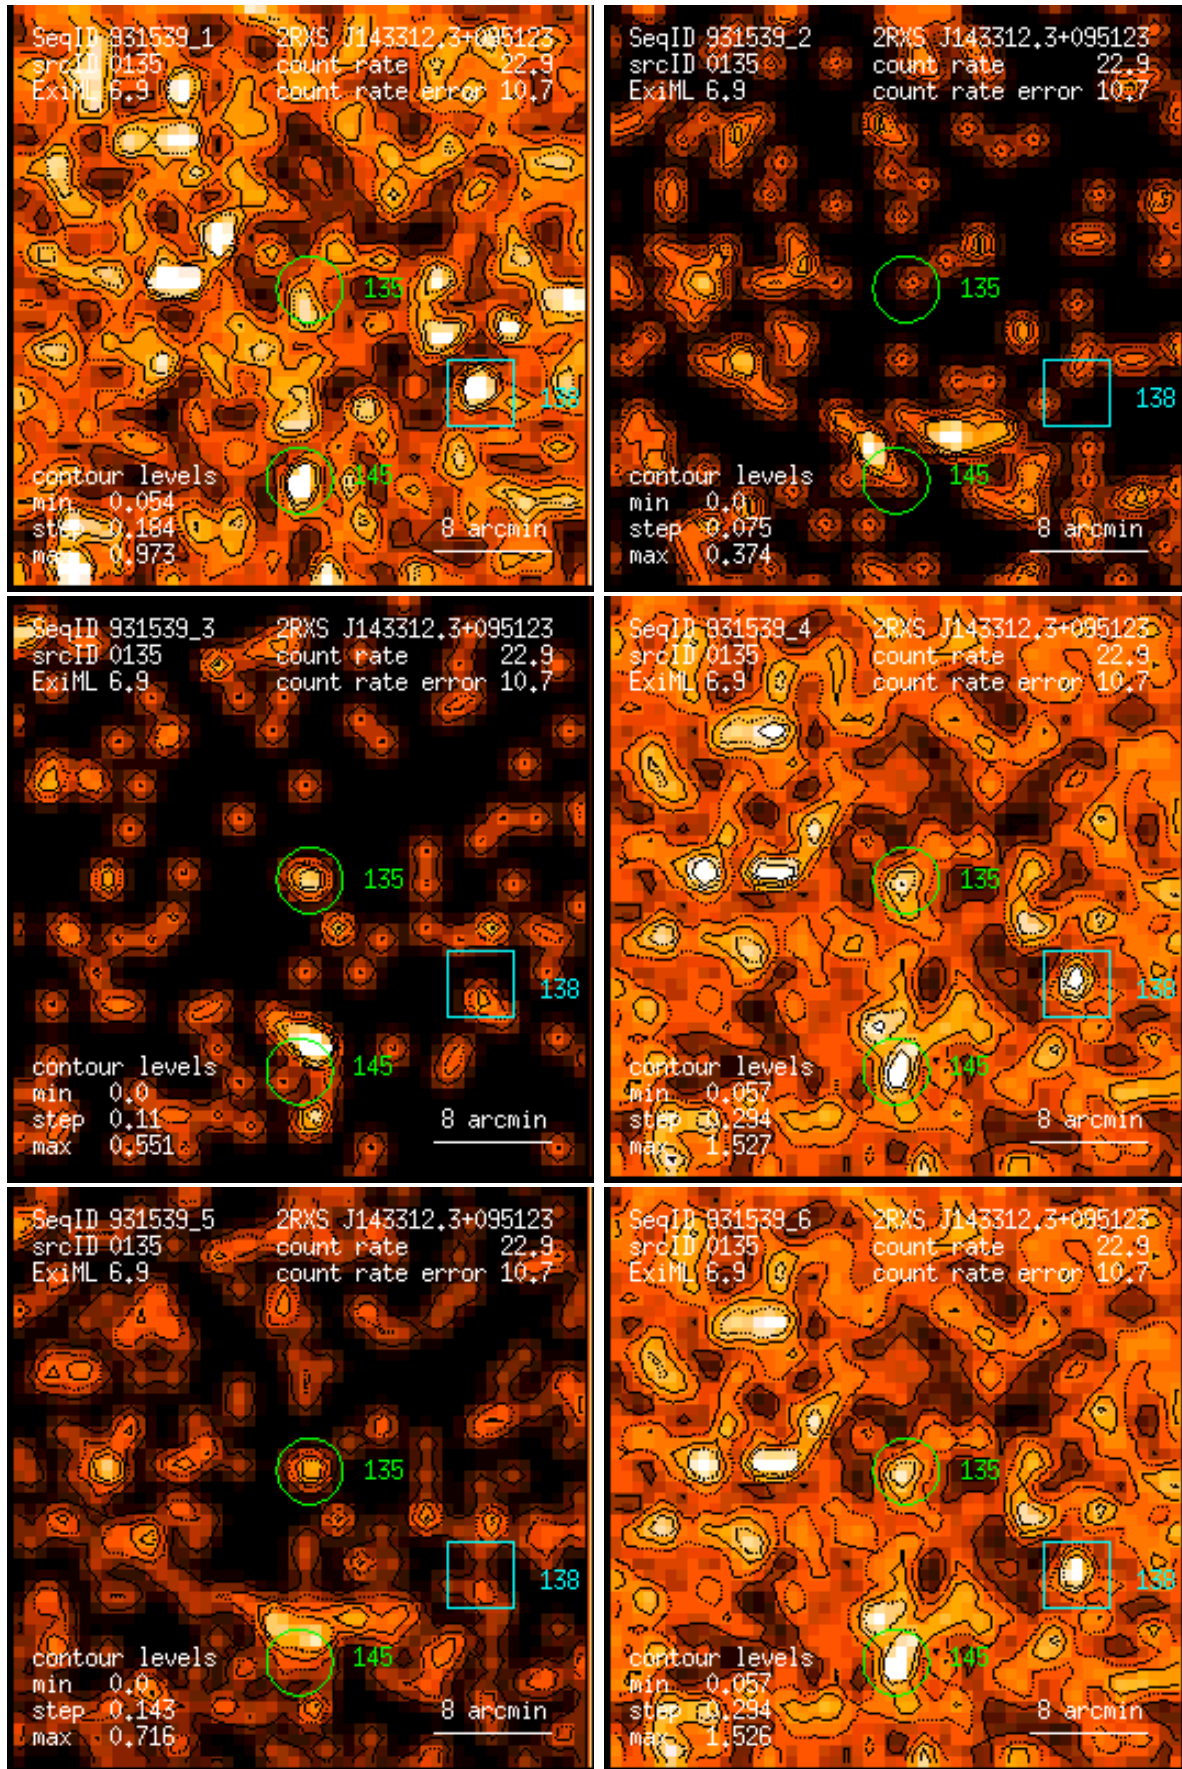 SeqID 931539_1 2RXS J143312.3+095123
srcID 0135 count rate 22.9
ExiML 6.9 count rate error 10.7
135
138
145
contour levels
min 0.054
step 0.184 8 arcmin
max 0.973
SeqID 931539_2 2RXS J143312.3+095123
srcID 0135 count rate 22.9
ExiML 6.9 count rate error 10.7
135
138
145
contour levels
min 0.0
step 0.075 8 arcmin
max 0.374
SeqID 931539_3 2RXS J143312.3+095123
srcID 0135 count rate 22.9
ExiML 6.9 count rate error 10.7
135
138
145
contour levels
min 0.0
step 0.11 8 arcmin
max 0.551
SeqID 931539_4 2RXS J143312.3+095123
srcID 0135 count rate 22.9
ExiML 6.9 count rate error 10.7
135
138
145
contour levels
min 0.057
step 0.294 8 arcmin
max 1.527
SeqID 931539_5 2RXS J143312.3+095123
srcID 0135 count rate 22.9
ExiML 6.9 count rate error 10.7
135
138
145
contour levels
min 0.0
step 0.143 8 arcmin
max 0.716
SeqID 931539_6 2RXS J143312.3+095123
srcID 0135 count rate 22.9
ExiML 6.9 count rate error 10.7
135
138
145
contour levels
min 0.057
step 0.294 8 arcmin
max 1.526